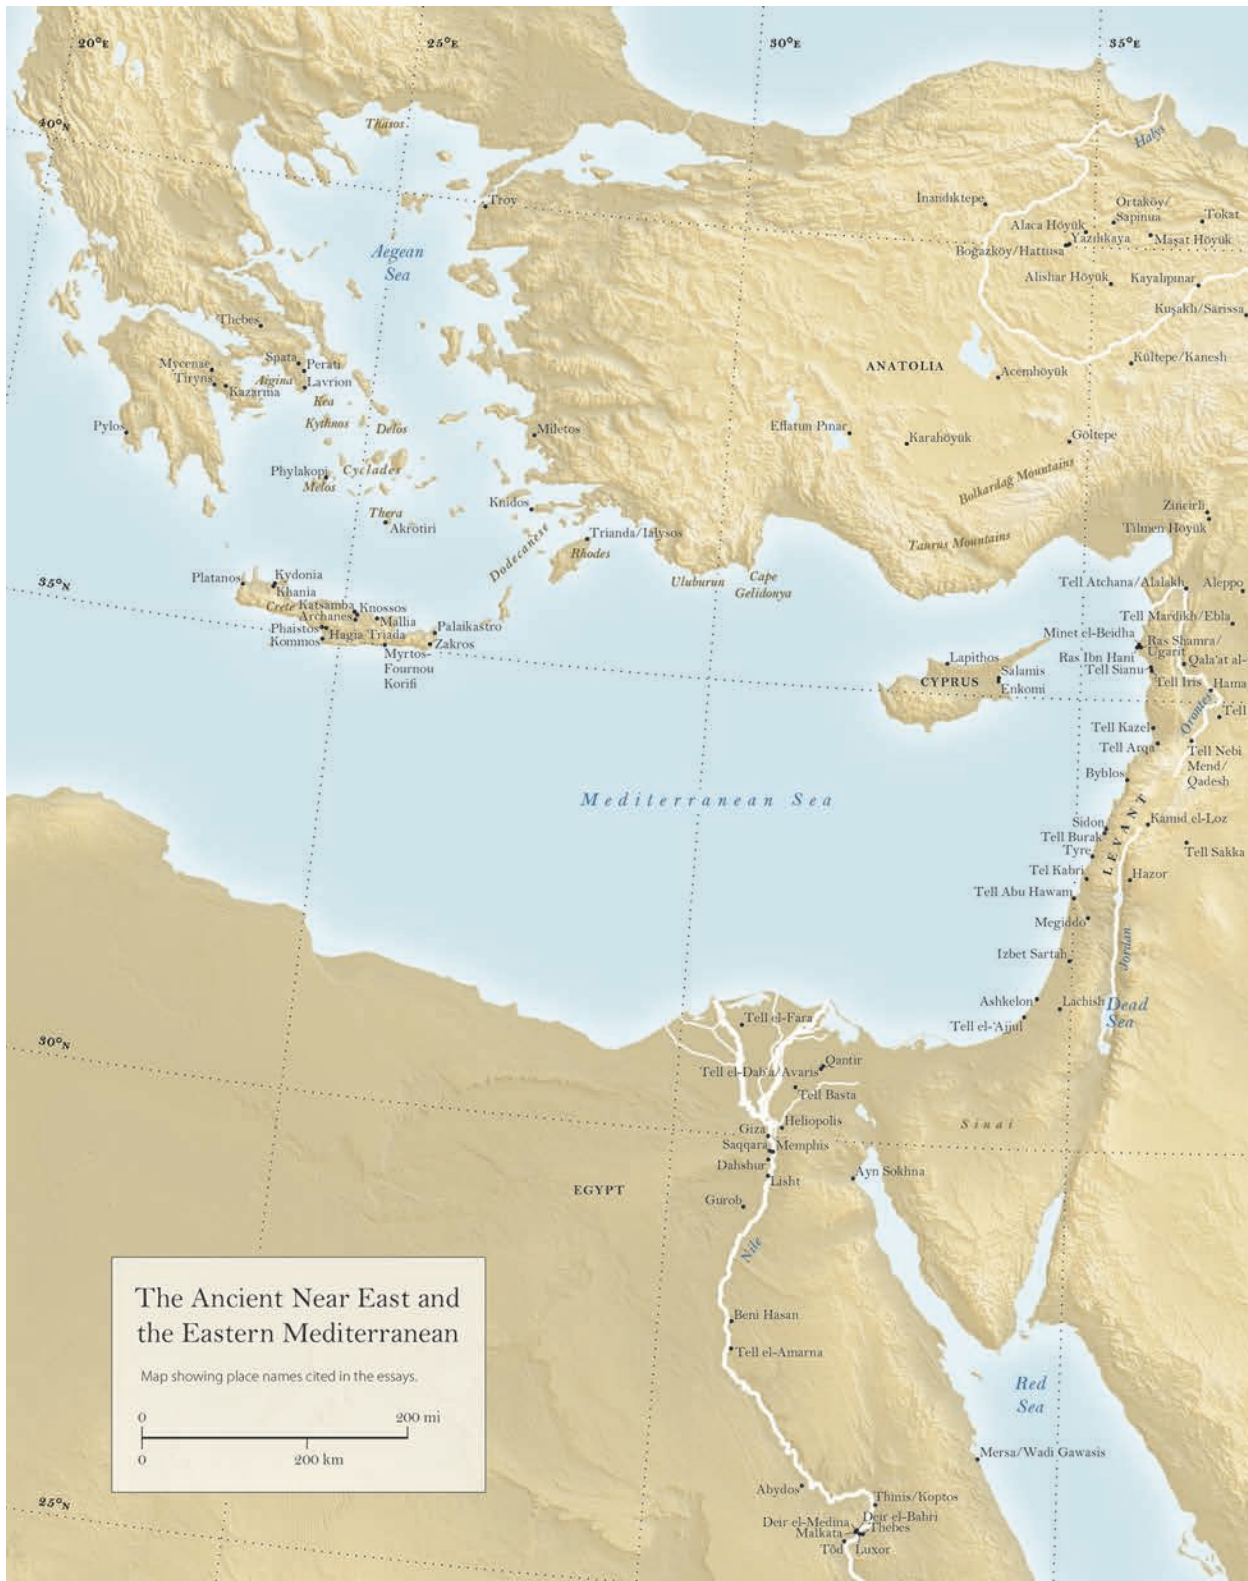 20°E
25°E
30°E
35°E
40°N
Thasos
Halys
Troy
İnandıktepe
Ortaköy/
Sapinua
Tokat
Alaca Höyük
Yazılıkaya
Maşat Höyük
Boğazköy/Hattusa
Aegean
Sea
Alishar Höyük
Kayalıpınar
Kuşaklı/Sarissa
Thebes
Mycenae
Spata
Perati
Tiryns
Aigina
Lavrion
Kazarma
Kea
ANATOLIA
Acemhöyük
Kültepe/Kanesh
Pylos
Kythnos
Delos
Miletos
Eflatun Pınar
Karahöyük
Göltepe
Phylakopi
Cyclades
Melos
Bolkardağ Mountains
Knidos
Thera
Akrotiri
Zincirli
Tilmen Höyük
Dodecanese
Trianda/Ialysos
Rhodes
Taurus Mountains
35°N
Platanos
Kydonia
Khania
Uluburun
Cape
Gelidonya
Tell Atchana/Alalakh
Aleppo
Crete
Katsamba
Knossos
Archanes
Mallia
Phaistos
Hagia Triada
Palaikastro
Kommos
Zakros
Myrtos-
Fournou
Korifi
Tell Mardikh/Ebla
Minet el-Beidha
Ras Shamra/
Ugarit
Ras Ibn Hani
Qala'at al-
Lapithos
Tell Sianu
CYPRUS
Salamis
Enkomi
Tell Iris
Hama
Orontes
Tell
Tell Kazel
Tell Arqa
Tell Nebi
Mend/
Qadesh
Byblos
Mediterranean Sea
LEVANT
Sidon
Kamid el-Loz
Tell Burak
Tyre
Tell Sakka
Tel Kabri
Hazor
Tell Abu Hawam
Megiddo
Jordan
Izbet Sartah
Ashkelon
Lachish
Dead
Sea
Tell el-'Ajjul
Tell el-Fara
30°N
Qantir
Tell el-Dab'a/Avaris
Tell Basta
Heliopolis
Giza
Sinai
Saqqara
Memphis
Dahshur
Lisht
Ayn Sokhna
EGYPT
Gurob
Nile
The Ancient Near East and
the Eastern Mediterranean
Map showing place names cited in the essays.
0
200 mi
0
200 km
Beni Hasan
Tell el-Amarna
Red
Sea
Mersa/Wadi Gawasis
Abydos
Thinis/Koptos
25°N
Deir el-Medina
Deir el-Bahri
Malkata
Thebes
Tôd
Luxor